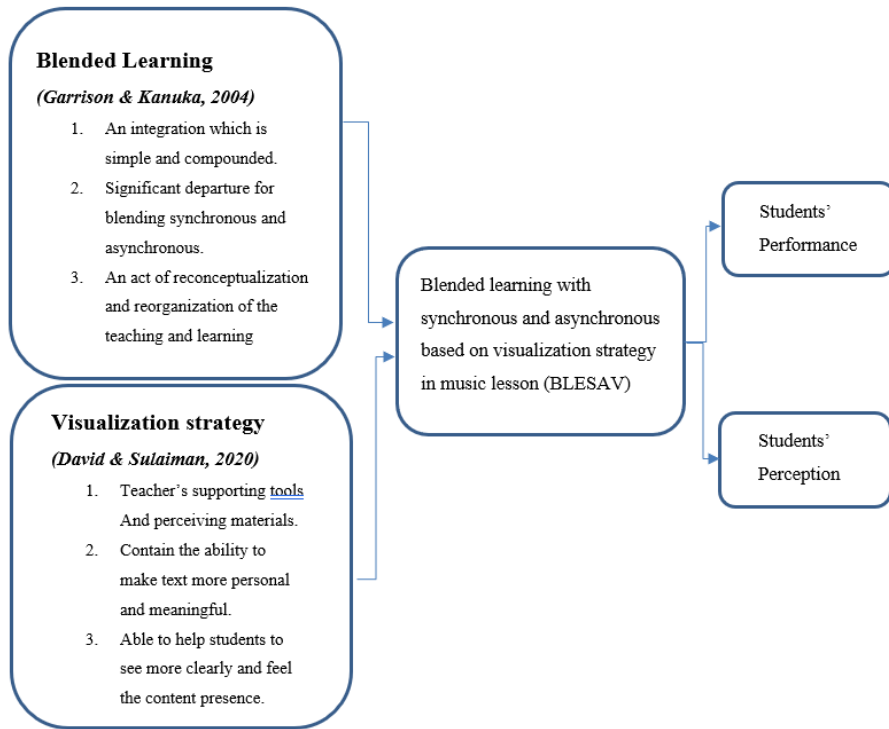 Blended Learning
(Garrison & Kanuka, 2004)
1. An integration which is
simple and compounded.
2. Significant departure for
blending synchronous and
asynchronous.
3. An act of reconceptualization
and reorganization of the
teaching and learning
Visualization strategy
(David & Sulaiman, 2020)
1. Teacher's supporting tools
And perceiving materials.
2. Contain the ability to
make text more personal
and meaningful.
3. Able to help students to
see more clearly and feel
the content presence.
Blended learning with
synchronous and asynchronous
based on visualization strategy
in music lesson (BLESAV)
Students'
Performance
Students'
Perception